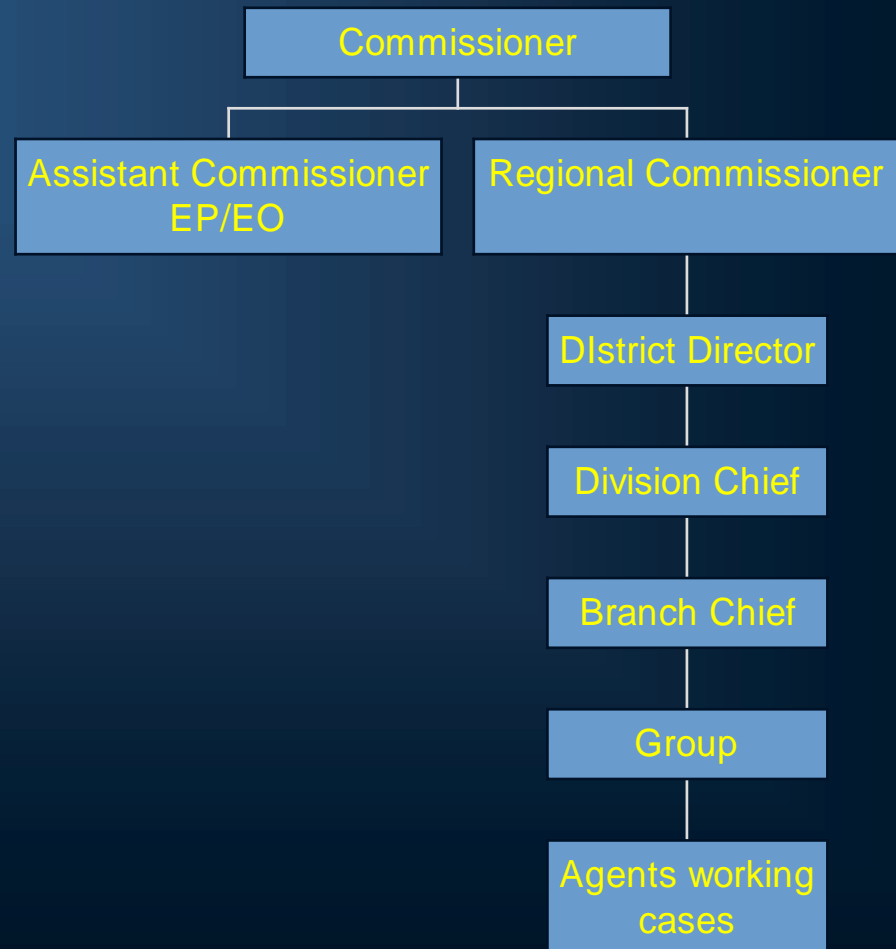 Commissioner
Assistant Commissioner
EP/EO
Regional Commissioner
DIstrict Director
Division Chief
Branch Chief
Group
Agents working
cases